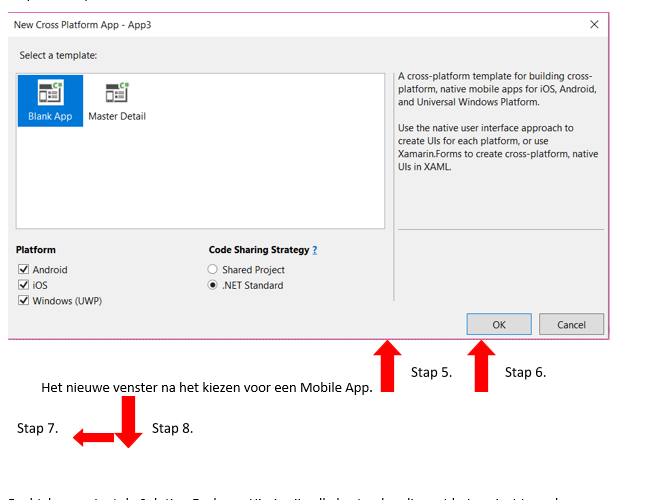 New Cross Platform App - App3
Select a template:
Blank App
Master Detail
A cross-platform template for building cross-
platform, native mobile apps for iOS, Android,
and Universal Windows Platform.
Use the native user interface approach to
create UIs for each platform, or use
Xamarin.Forms to create cross-platform, native
UIs in XAML.
Platform
Android
iOS
Windows (UWP)
Code Sharing Strategy ?
Shared Project
.NET Standard
OK
Cancel
Stap 5.
Stap 6.
Het nieuwe venster na het kiezen voor een Mobile App.
Stap 7.
Stap 8.